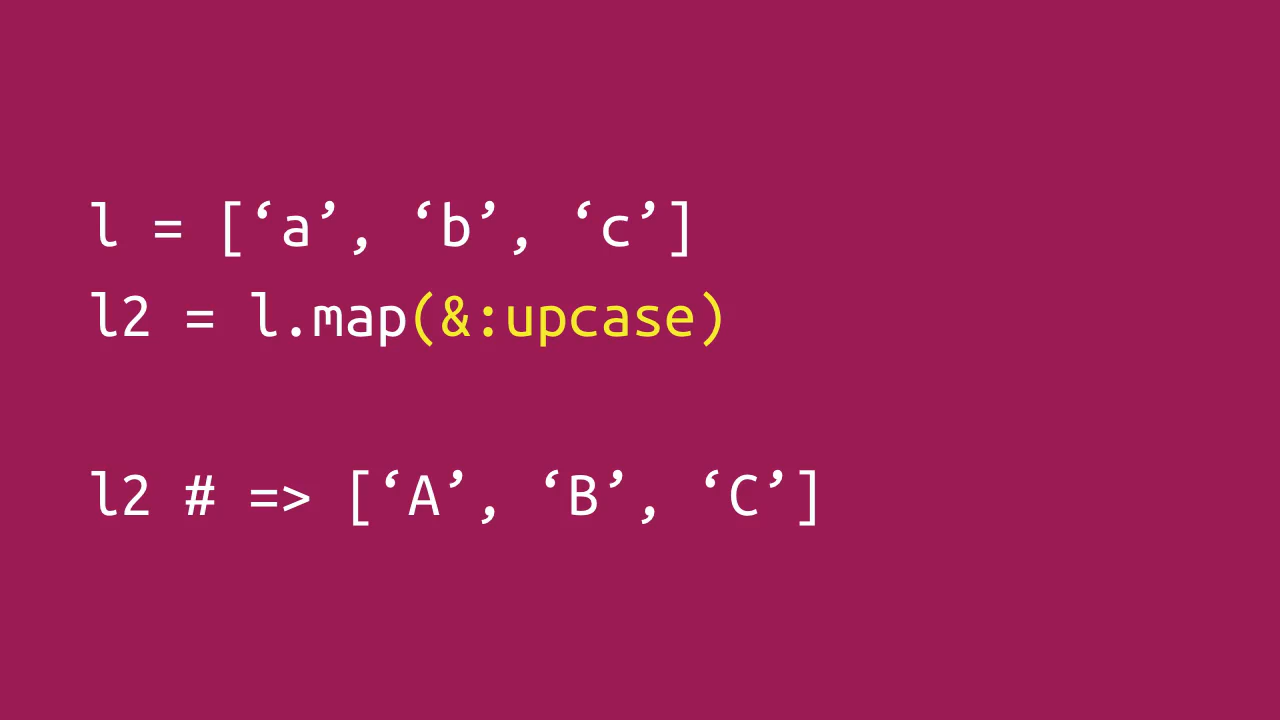 l = [‘a’, ‘b’, ‘c’]
l2 = l.map(&:upcase)
l2 # => [‘A’, ‘B’, ‘C’]